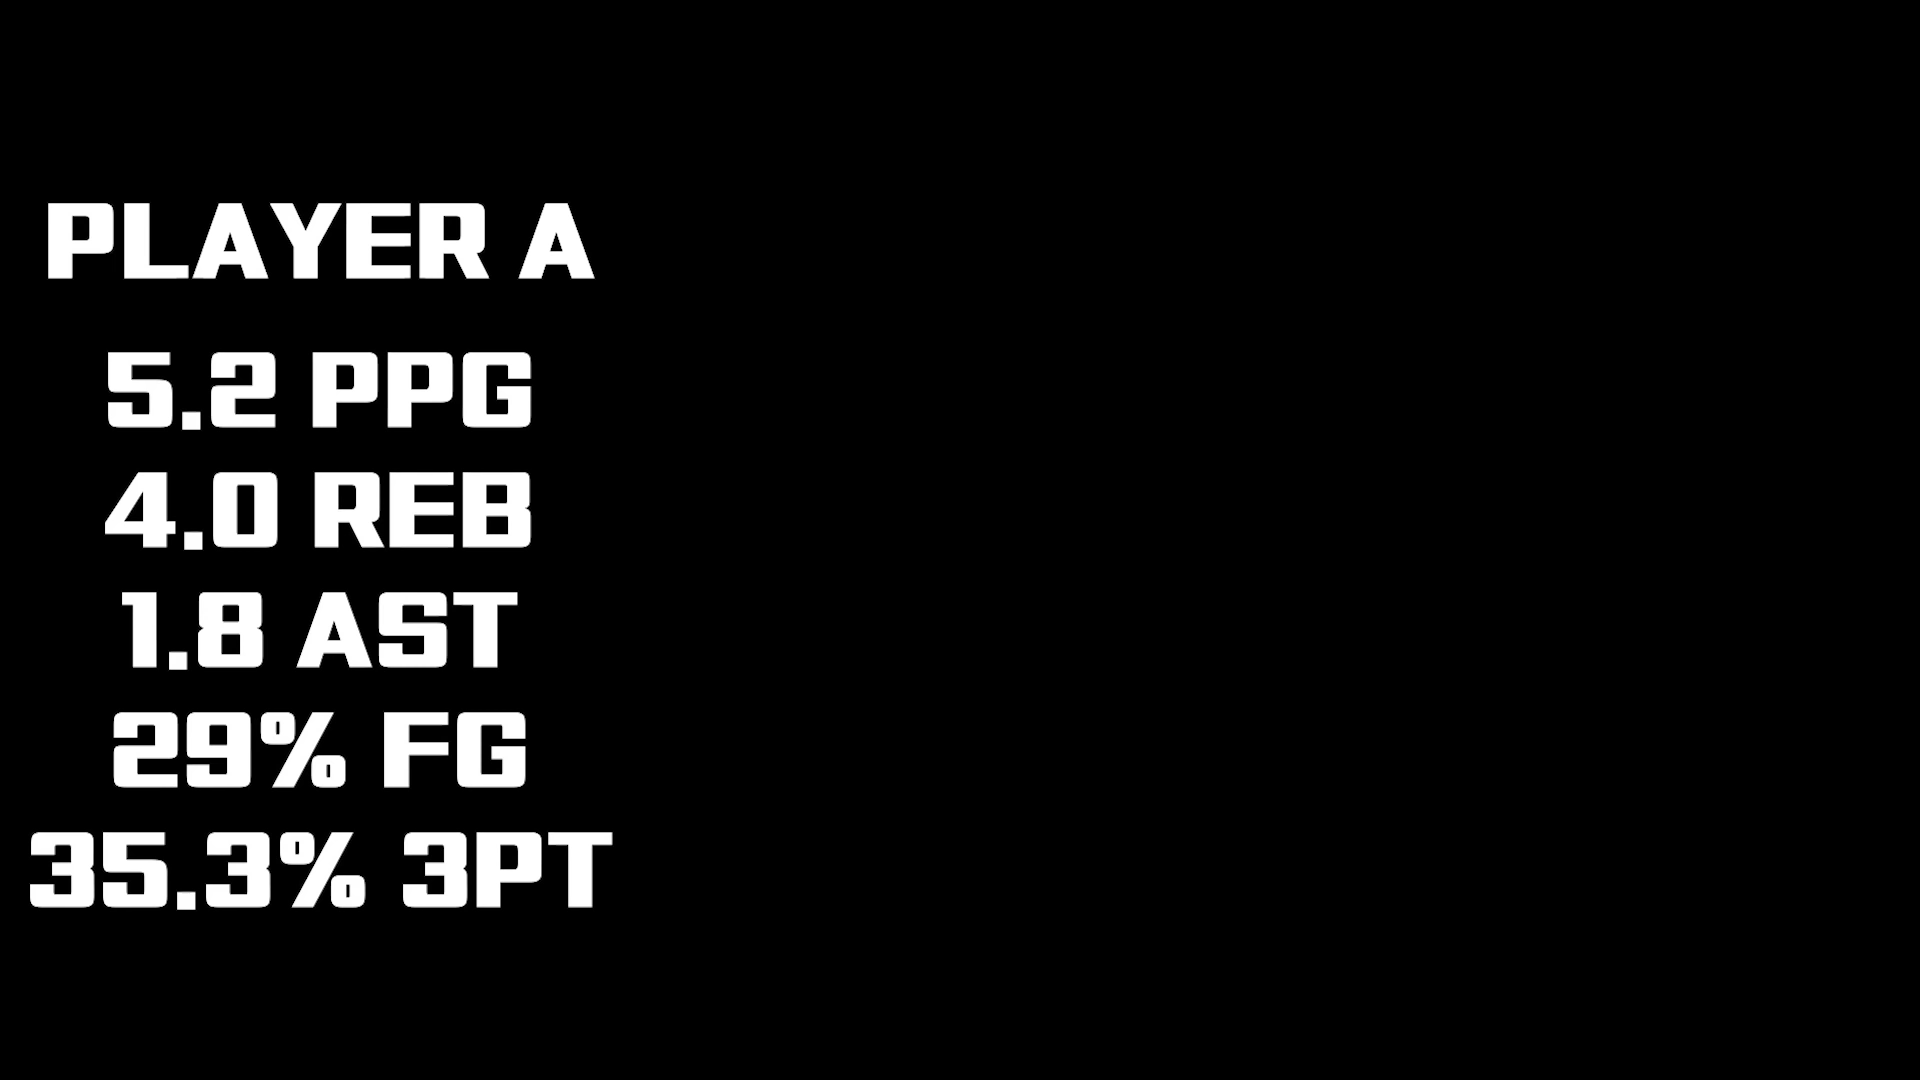 PLAYER A
5.2 PPG
4.0 REB
1.8 AST
29% FG
35.3% 3PT